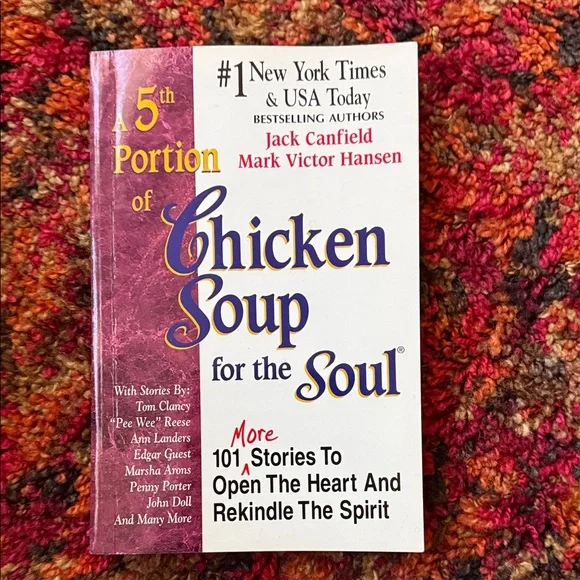 A 5th
Portion
of
Chicken
Soup
for the Soul®
#1 New York Times
& USA Today
BESTSELLING AUTHORS
Jack Canfield
Mark Victor Hansen
With Stories By:
Tom Clancy
"Pee Wee" Reese
Ann Landers
Edgar Guest
Marsha Arons
Penny Porter
John Doll
And Many More
More
101 Stories To
Open The Heart And
Rekindle The Spirit